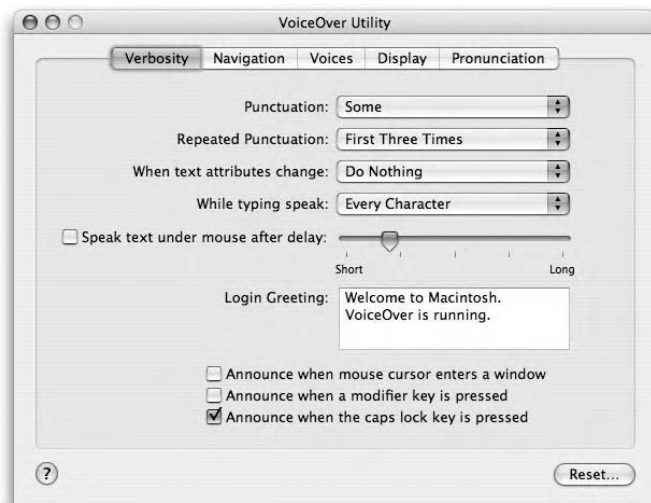 VoiceOver Utility
Verbosity Navigation Voices Display Pronunciation
Punctuation: Some
Repeated Punctuation: First Three Times
When text attributes change: Do Nothing
While typing speak: Every Character
Speak text under mouse after delay:
Short Long
Login Greeting: Welcome to Macintosh.
VoiceOver is running.
Announce when mouse cursor enters a window
Announce when a modifier key is pressed
Announce when the caps lock key is pressed
? Reset...